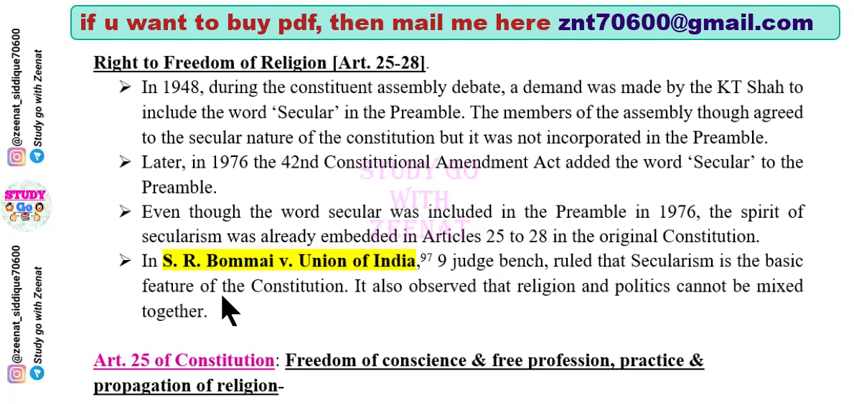 if u want to buy pdf, then mail me here znt70600@gmail.com
@zeenat_siddique70600
Study go with Zeenat
Right to Freedom of Religion [Art. 25-28].
➢ In 1948, during the constituent assembly debate, a demand was made by the KT Shah to
include the word ‘Secular’ in the Preamble. The members of the assembly though agreed
to the secular nature of the constitution but it was not incorporated in the Preamble.
➢ Later, in 1976 the 42nd Constitutional Amendment Act added the word ‘Secular’ to the
Preamble.
STUDY GO
WITH
ZEENAT
➢ Even though the word secular was included in the Preamble in 1976, the spirit of
secularism was already embedded in Articles 25 to 28 in the original Constitution.
➢ In S. R. Bommai v. Union of India,⁹⁷ 9 judge bench, ruled that Secularism is the basic
feature of the Constitution. It also observed that religion and politics cannot be mixed
together.
STUDY
Go
@zeenat_siddique70600
Study go with Zeenat
Art. 25 of Constitution: Freedom of conscience & free profession, practice &
propagation of religion-